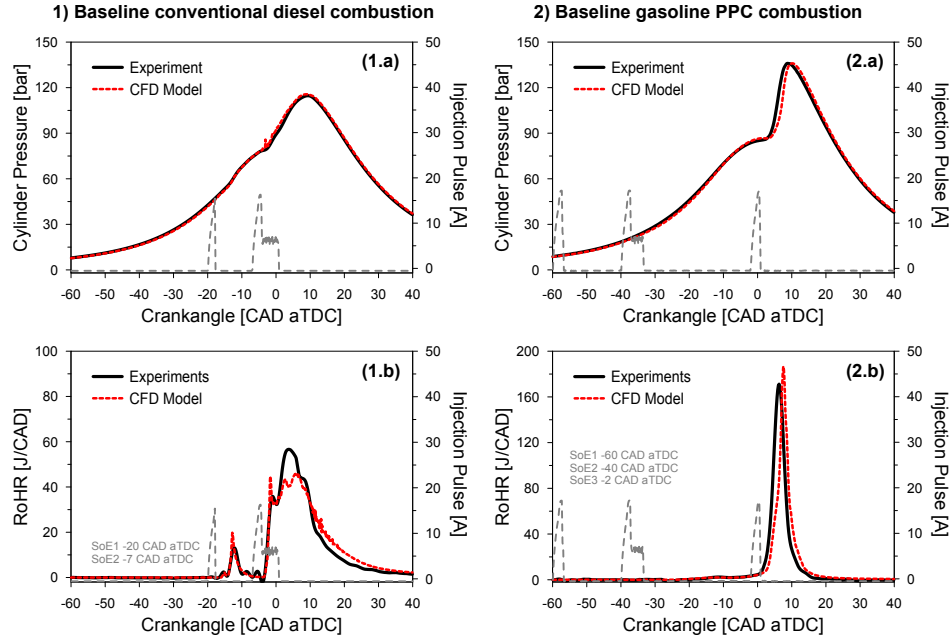 1) Baseline conventional diesel combustion
2) Baseline gasoline PPC combustion
150
120
90
60
30
0
Cylinder Pressure [bar]
Experiment
CFD Model
(1.a)
50
40
30
20
10
0
Injection Pulse [A]
-60 -50 -40 -30 -20 -10 0 10 20 30 40
Crankangle [CAD aTDC]
150
120
90
60
30
0
Cylinder Pressure [bar]
Experiment
CFD Model
(2.a)
50
40
30
20
10
0
Injection Pulse [A]
-60 -50 -40 -30 -20 -10 0 10 20 30 40
Crankangle [CAD aTDC]
100
80
60
40
20
0
RoHR [J/CAD]
Experiments
CFD Model
(1.b)
SoE1 -20 CAD aTDC
SoE2 -7 CAD aTDC
50
40
30
20
10
0
Injection Pulse [A]
-60 -50 -40 -30 -20 -10 0 10 20 30 40
Crankangle [CAD aTDC]
200
160
120
80
40
0
RoHR [J/CAD]
Experiments
CFD Model
(2.b)
SoE1 -60 CAD aTDC
SoE2 -40 CAD aTDC
SoE3 -2 CAD aTDC
50
40
30
20
10
0
Injection Pulse [A]
-60 -50 -40 -30 -20 -10 0 10 20 30 40
Crankangle [CAD aTDC]